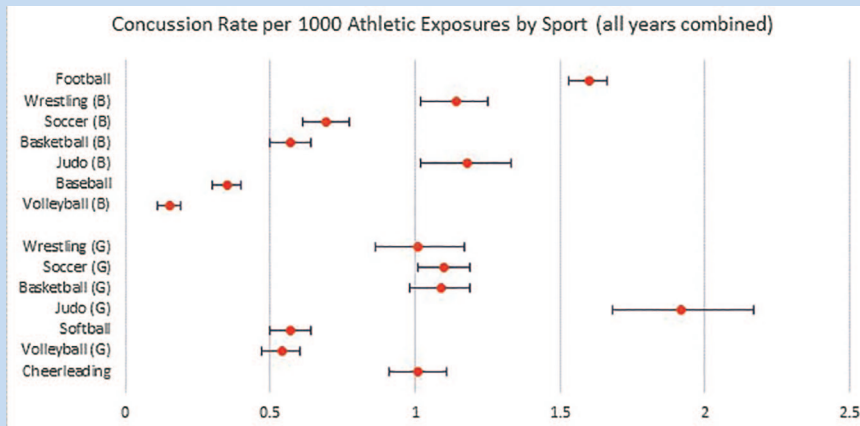 Concussion Rate per 1000 Athletic Exposures by Sport (all years combined)
Football
Wrestling (B)
Soccer (B)
Basketball (B)
Judo (B)
Baseball
Volleyball (B)
Wrestling (G)
Soccer (G)
Basketball (G)
Judo (G)
Softball
Volleyball (G)
Cheerleading
0 0.5 1 1.5 2 2.5